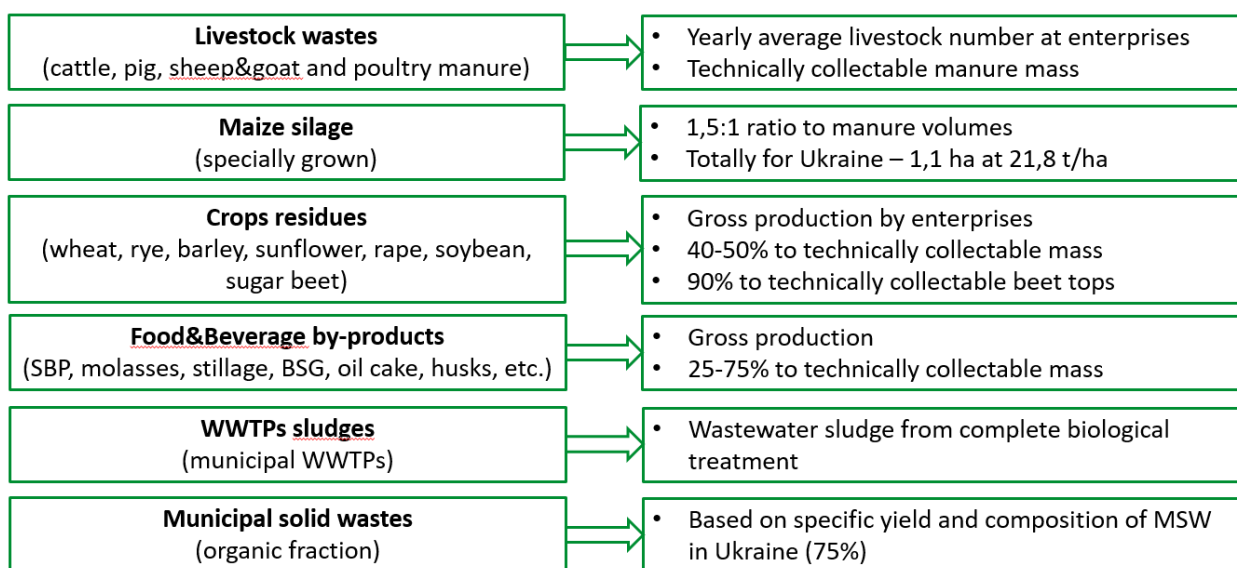 Livestock wastes
(cattle, pig, sheep&goat and poultry manure)
• Yearly average livestock number at enterprises
• Technically collectable manure mass
Maize silage
(specially grown)
• 1,5:1 ratio to manure volumes
• Totally for Ukraine – 1,1 ha at 21,8 t/ha
Crops residues
(wheat, rye, barley, sunflower, rape, soybean,
sugar beet)
• Gross production by enterprises
• 40-50% to technically collectable mass
• 90% to technically collectable beet tops
Food&Beverage by-products
(SBP, molasses, stillage, BSG, oil cake, husks, etc.)
• Gross production
• 25-75% to technically collectable mass
WWTPs sludges
(municipal WWTPs)
• Wastewater sludge from complete biological
treatment
Municipal solid wastes
(organic fraction)
• Based on specific yield and composition of MSW
in Ukraine (75%)